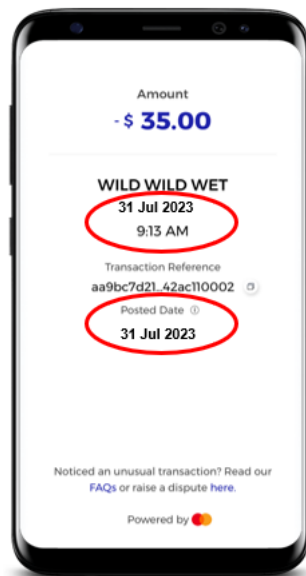 Amount
- $ 35.00
WILD WILD WET
31 Jul 2023
9:13 AM
Transaction Reference
aa9bc7d21...42ac110002
Posted Date ⓘ
31 Jul 2023
Noticed an unusual transaction? Read our
FAQs or raise a dispute here.
Powered by